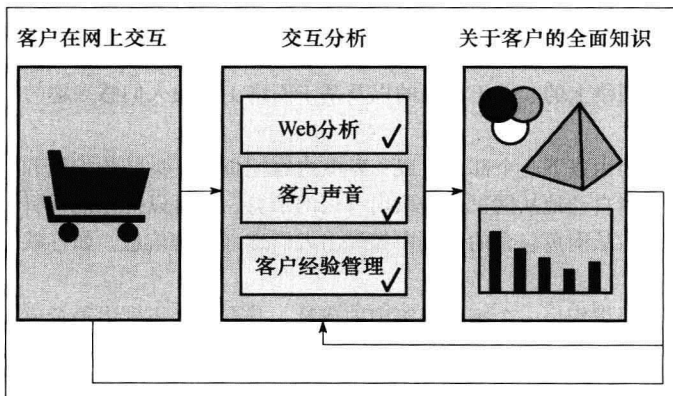 客户在网上交互
交互分析
关于客户的全面知识
Web分析
客户声音
客户经验管理